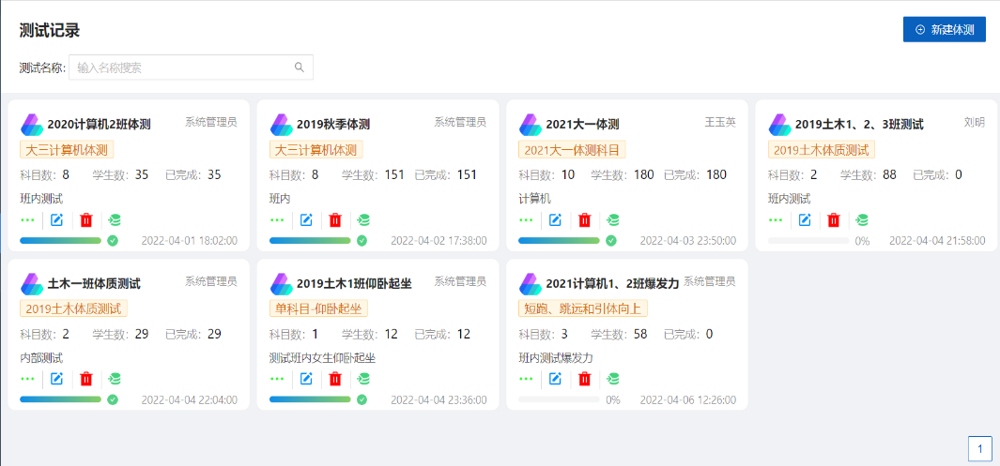 测试记录
新建体测
测试名称:
输入名称搜索
2020计算机2班体测 系统管理员
大三计算机体测
科目数: 8 学生数: 35 已完成: 35
班内测试
2022-04-01 18:02:00
2019秋季体测 系统管理员
大三计算机体测
科目数: 8 学生数: 151 已完成: 151
班内
2022-04-02 17:38:00
2021大一体测 王玉英
2021大一体测科目
科目数: 10 学生数: 180 已完成: 180
计算机
2022-04-03 23:50:00
2019土木1、2、3班测试 刘明
2019土木体质测试
科目数: 2 学生数: 88 已完成: 0
班内测试
0% 2022-04-04 21:58:00
土木一班体质测试 系统管理员
2019土木体质测试
科目数: 2 学生数: 29 已完成: 29
内部测试
2022-04-04 22:04:00
2019土木1班仰卧起坐 系统管理员
单科目-仰卧起坐
科目数: 1 学生数: 12 已完成: 12
测试班内女生仰卧起坐
2022-04-04 23:36:00
2021计算机1、2班爆发力 系统管理员
短跑、跳远和引体向上
科目数: 3 学生数: 58 已完成: 0
班内测试爆发力
0% 2022-04-06 12:26:00
1